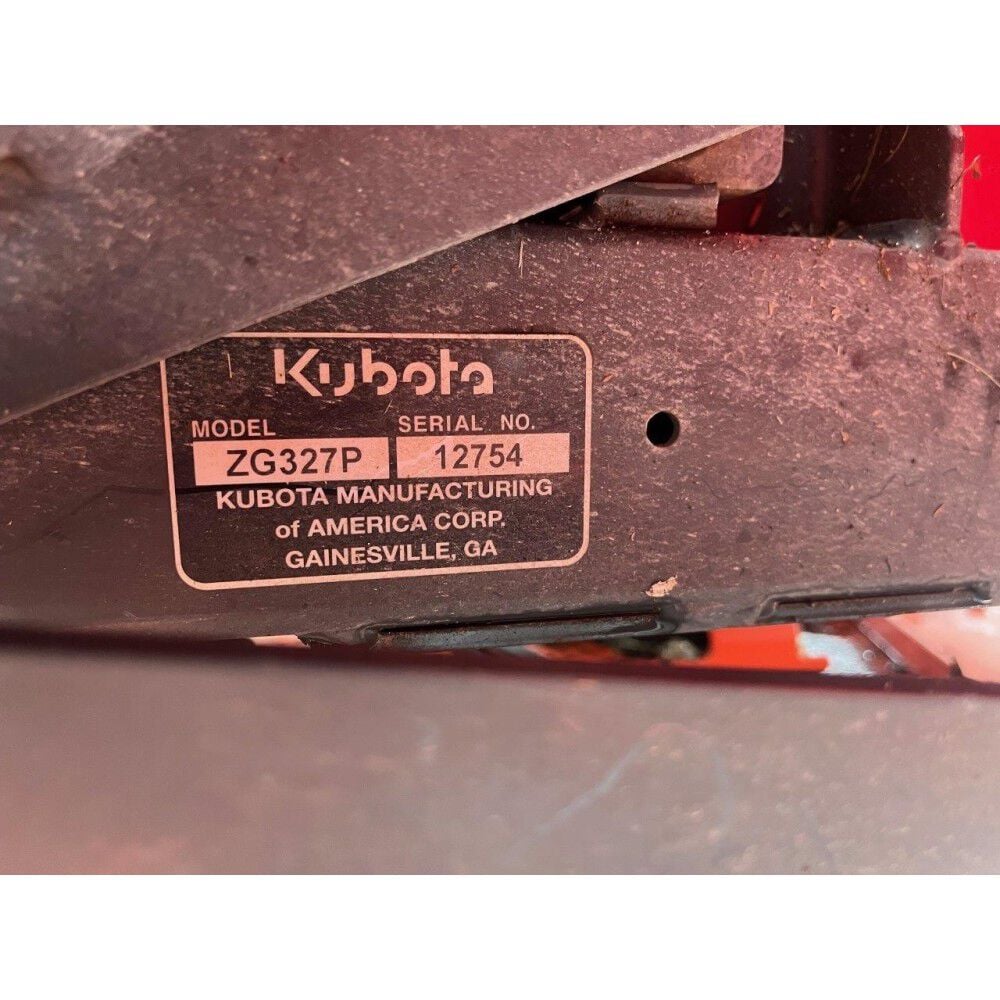 Kubota
MODEL SERIAL NO.
ZG327P 12754
KUBOTA MANUFACTURING
of AMERICA CORP.
GAINESVILLE, GA